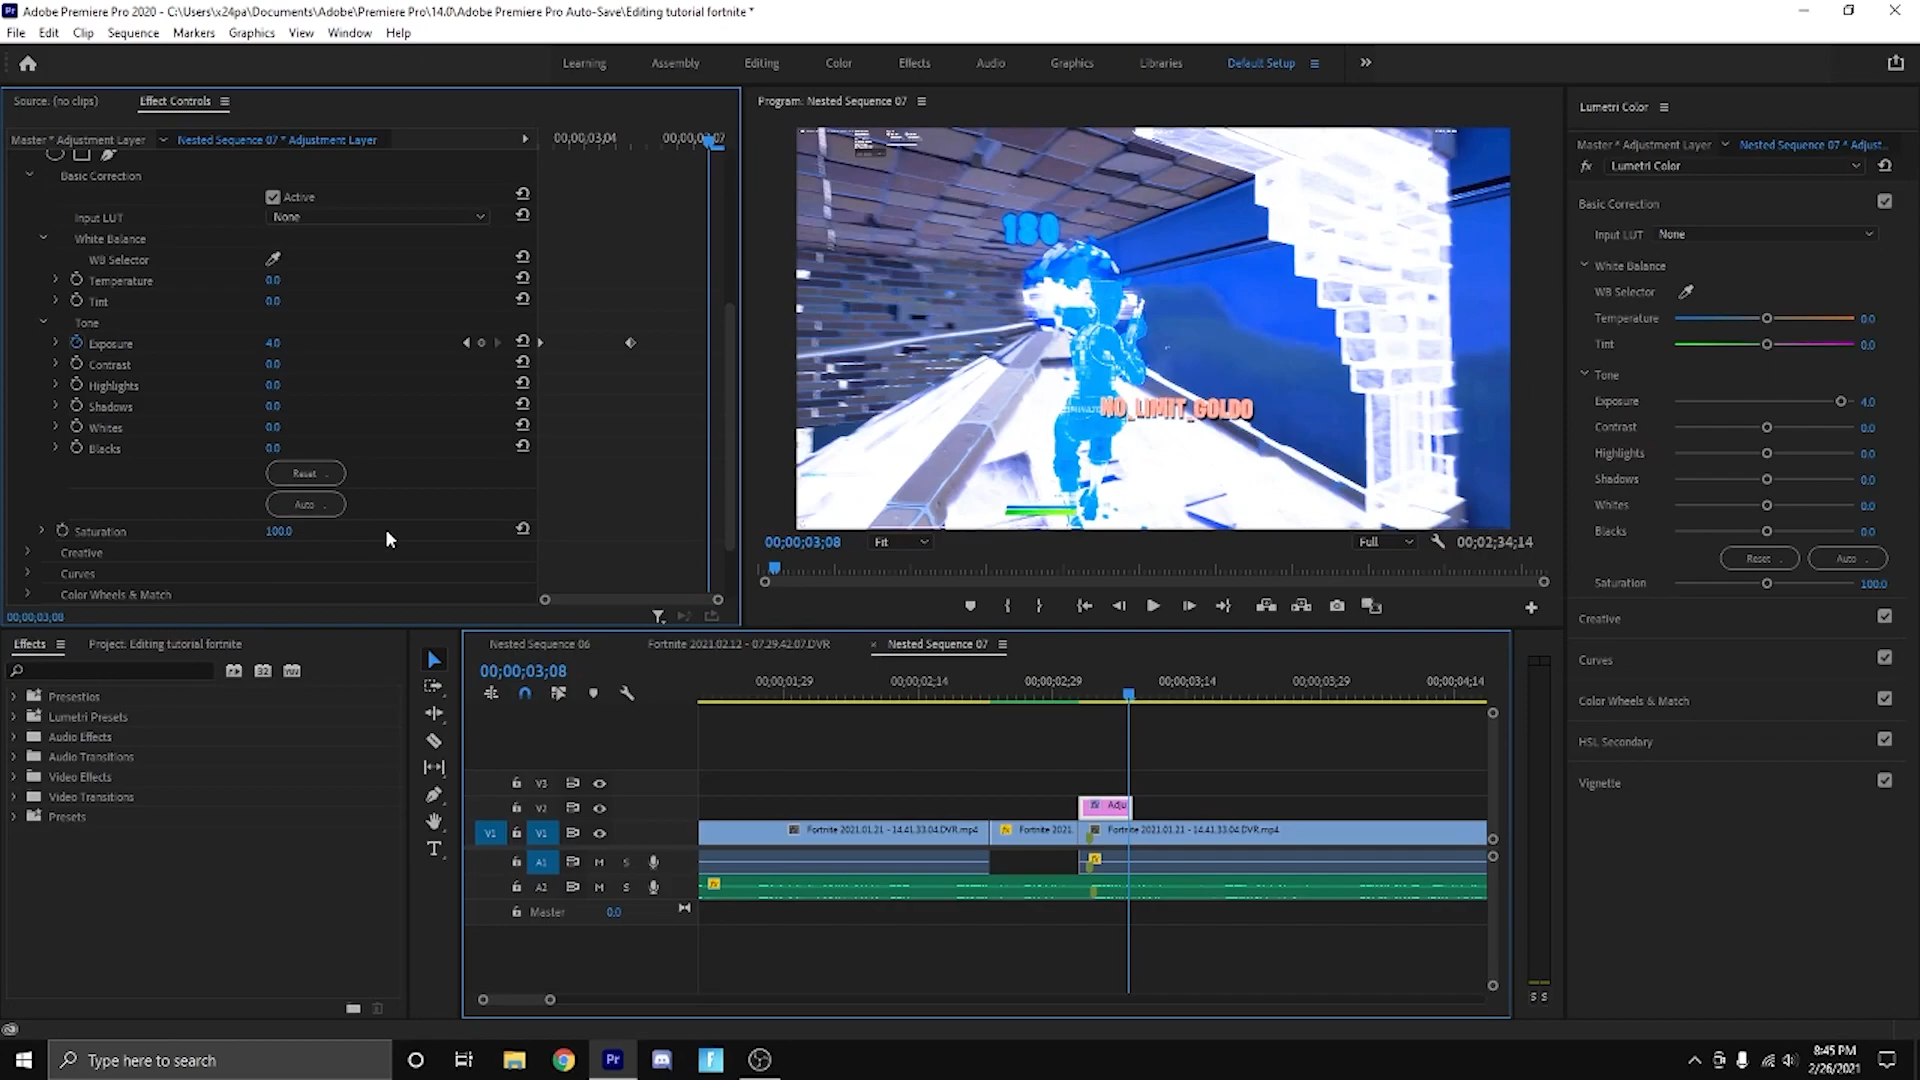 Adobe Premiere Pro 2020 - C:\Users\x24pa\Documents\Adobe\Premiere Pro\14.0\Adobe Premiere Pro Auto-Save\Editing tutorial fortnite *
File Edit Clip Sequence Markers Graphics View Window Help
Learning Assembly Editing Color Effects Audio Graphics Libraries Default Setup
Source: (no clips) Effect Controls
Program: Nested Sequence 07
Lumetri Color
Master * Adjustment Layer Nested Sequence 07 * Adjustment Layer
00;00;03;04
Master * Adjustment Layer Nested Sequence 07 * Adjust...
fx Lumetri Color
Basic Correction
Active
Input LUT None
White Balance
WB Selector
Temperature 0.0
Tint 0.0
Tone
Exposure 4.0
Contrast 0.0
Highlights 0.0
Shadows 0.0
Whites 0.0
Blacks 0.0
Reset
Auto
Saturation 100.0
Creative
Curves
Color Wheels & Match
00;00;03;08
180
NO_LIMIT_GOLDO
00;00;03;08 Fit Full 00;02;34;14
Basic Correction
Input LUT None
White Balance
WB Selector
Temperature 0.0
Tint 0.0
Tone
Exposure 4.0
Contrast 0.0
Highlights 0.0
Shadows 0.0
Whites 0.0
Blacks 0.0
Reset Auto
Saturation 100.0
Creative
Curves
Color Wheels & Match
HSL Secondary
Vignette
Effects Project: Editing tutorial fortnite
32
Presestios
Lumetri Presets
Audio Effects
Audio Transitions
Video Effects
Video Transitions
Presets
T
Nested Sequence 06 Fortnite 2021.02.12 - 07.29.42.07.DVR × Nested Sequence 07
00;00;03;08
00;00;01;29 00;00;02;14 00;00;02;29 00;00;03;14 00;00;03;29 00;00;04;14
V3
V2 Adju
V1 V1 Fortnite 2021.01.21 - 14.41.33.04.DVR.mp4 Fortnite 2021. Fortnite 2021.01.21 - 14.41.33.04.DVR.mp4
A1 M S
A2 M S
Master 0.0
S S
Type here to search
Pr
8:45 PM
2/26/2021